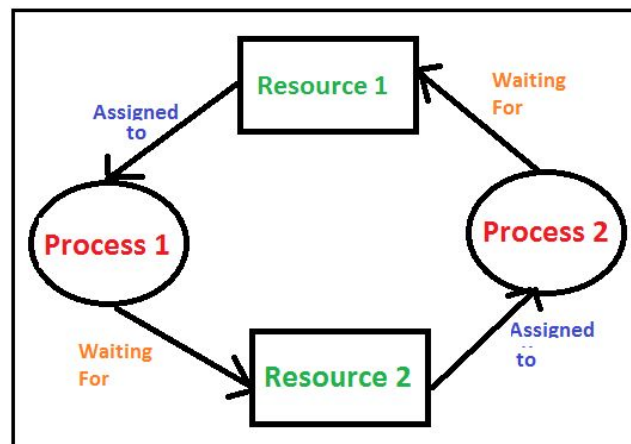 Resource 1
Waiting
For
Assigned
to
Process 1
Process 2
Waiting
For
Resource 2
Assigned
to